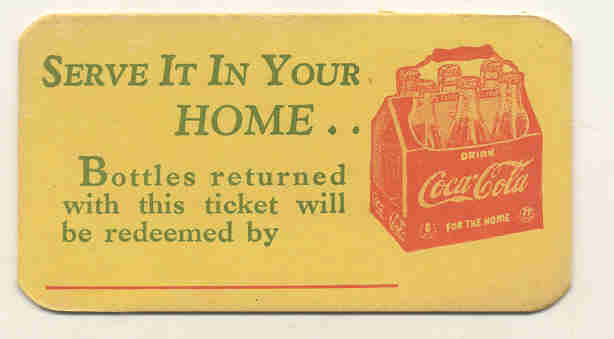 SERVE IT IN YOUR
HOME . .
Bottles returned
with this ticket will
be redeemed by
DRINK
Coca-Cola
6 FOR THE HOME